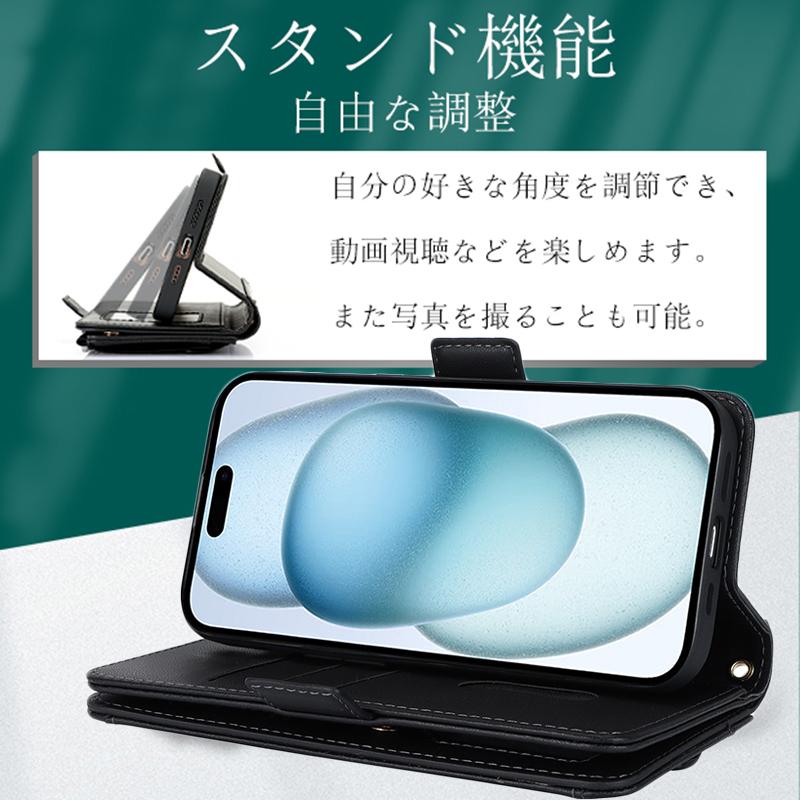 スタンド機能
自由な調整
自分の好きな角度を調節でき、
動画視聴などを楽しめます。
また写真を撮ることも可能。